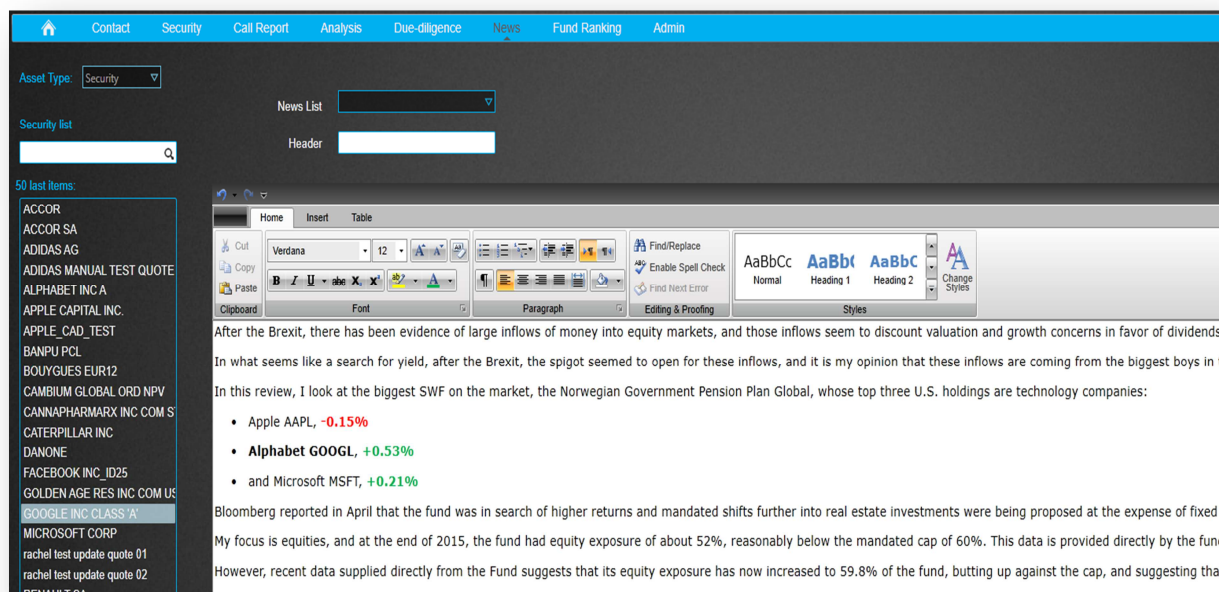 Contact Security Call Report Analysis Due-diligence News Fund Ranking Admin
Asset Type: Security
News List
Security list
Header
50 last items:
ACCOR
ACCOR SA
ADIDAS AG
ADIDAS MANUAL TEST QUOTE
ALPHABET INC A
APPLE CAPITAL INC.
APPLE_CAD_TEST
BANPU PCL
BOUYGUES EUR12
CAMBIUM GLOBAL ORD NPV
CANNAPHARMARX INC COM S
CATERPILLAR INC
DANONE
FACEBOOK INC_ID25
GOLDEN AGE RES INC COM US
GOOGLE INC CLASS 'A'
MICROSOFT CORP
rachel test update quote 01
rachel test update quote 02
Home Insert Table
Cut
Copy
Paste
Clipboard
Verdana 12
B I U abc X, X²
Font
Paragraph
Find/Replace
Enable Spell Check
Find Next Error
Editing & Proofing
AaBbCc AaBb( AaBbC
Normal Heading 1 Heading 2
Change
Styles
Styles
After the Brexit, there has been evidence of large inflows of money into equity markets, and those inflows seem to discount valuation and growth concerns in favor of dividends
In what seems like a search for yield, after the Brexit, the spigot seemed to open for these inflows, and it is my opinion that these inflows are coming from the biggest boys in
In this review, I look at the biggest SWF on the market, the Norwegian Government Pension Plan Global, whose top three U.S. holdings are technology companies:
• Apple AAPL, -0.15%
• Alphabet GOOGL, +0.53%
• and Microsoft MSFT, +0.21%
Bloomberg reported in April that the fund was in search of higher returns and mandated shifts further into real estate investments were being proposed at the expense of fixed
My focus is equities, and at the end of 2015, the fund had equity exposure of about 52%, reasonably below the mandated cap of 60%. This data is provided directly by the fun
However, recent data supplied directly from the Fund suggests that its equity exposure has now increased to 59.8% of the fund, butting up against the cap, and suggesting tha